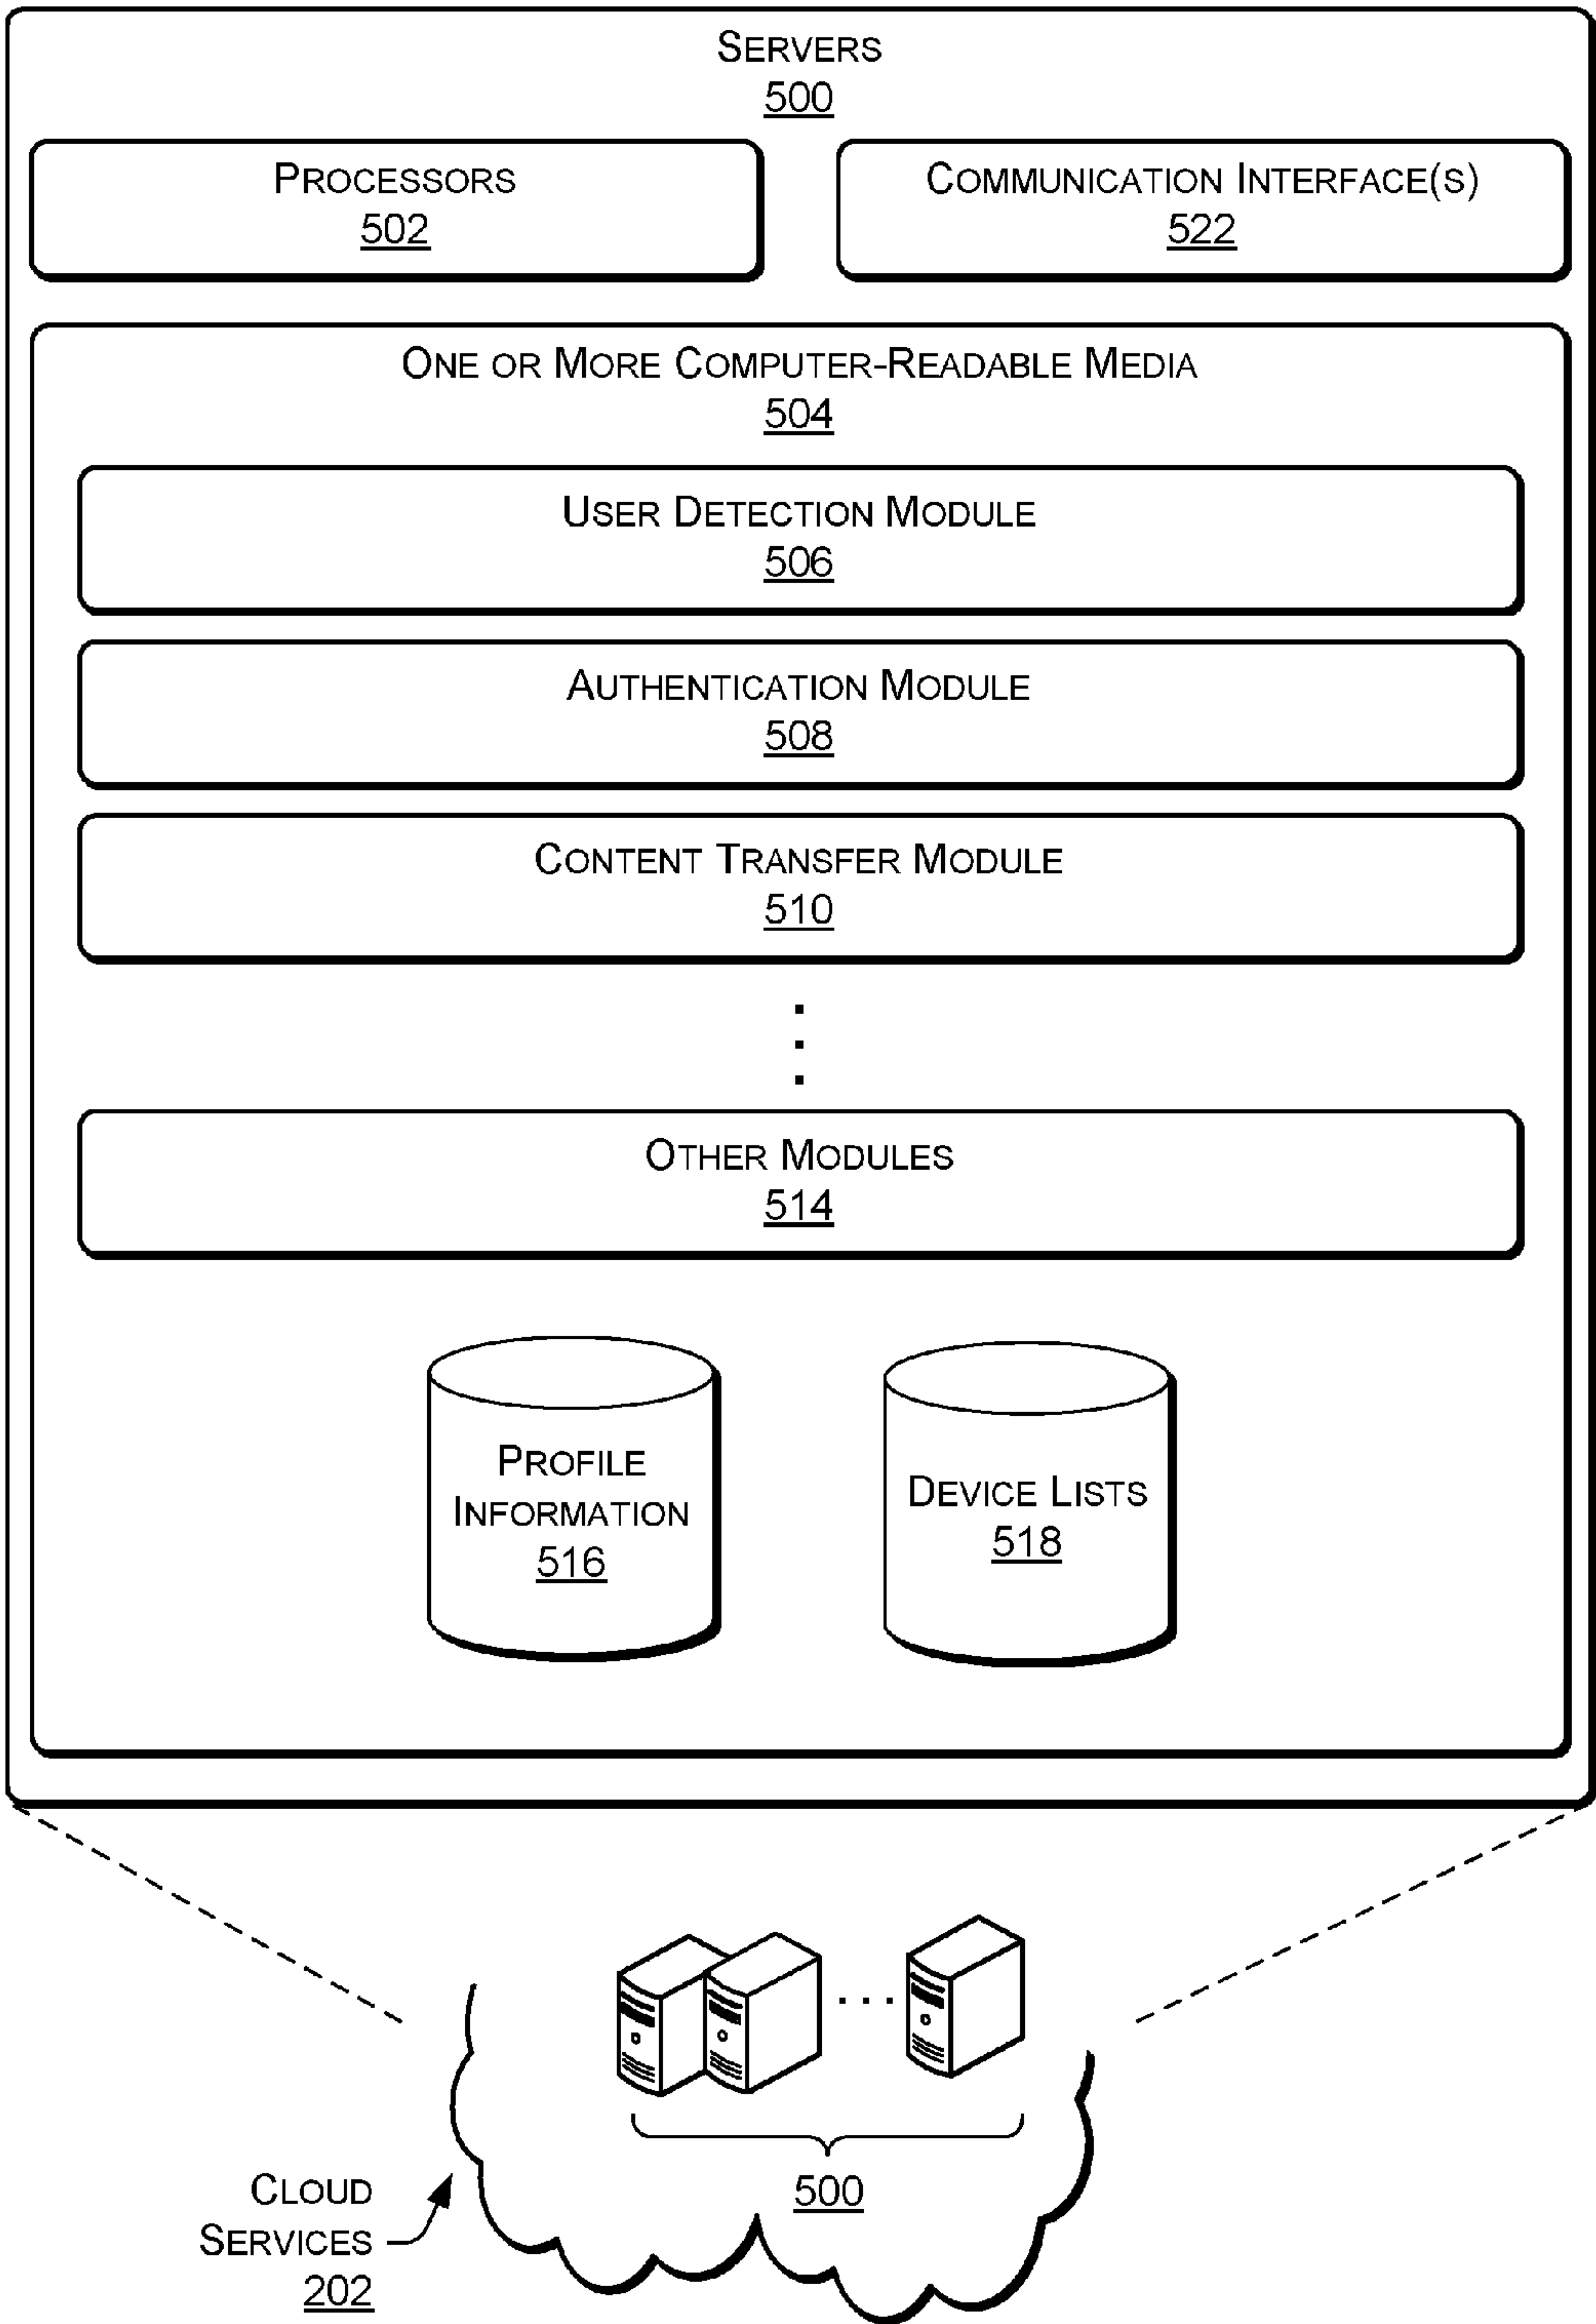 SERVERS
500
PROCESSORS
502
COMMUNICATION INTERFACE(S)
522
ONE OR MORE COMPUTER-READABLE MEDIA
504
USER DETECTION MODULE
506
AUTHENTICATION MODULE
508
CONTENT TRANSFER MODULE
510
OTHER MODULES
514
PROFILE
INFORMATION
516
DEVICE LISTS
518
500
CLOUD
SERVICES
202